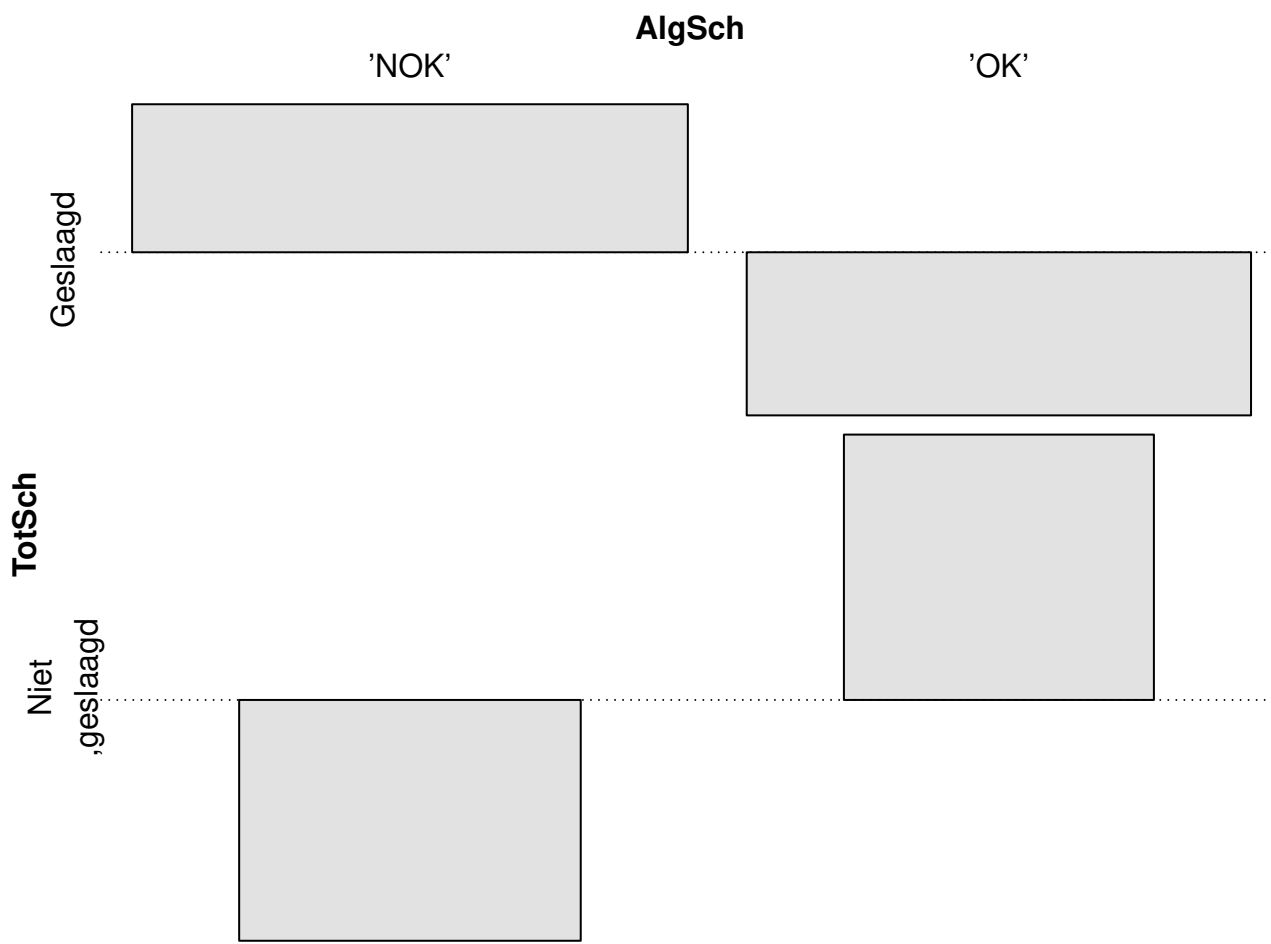 AlgSch
’NOK’
’OK’
Geslaagd
TotSch
Niet
‚geslaagd